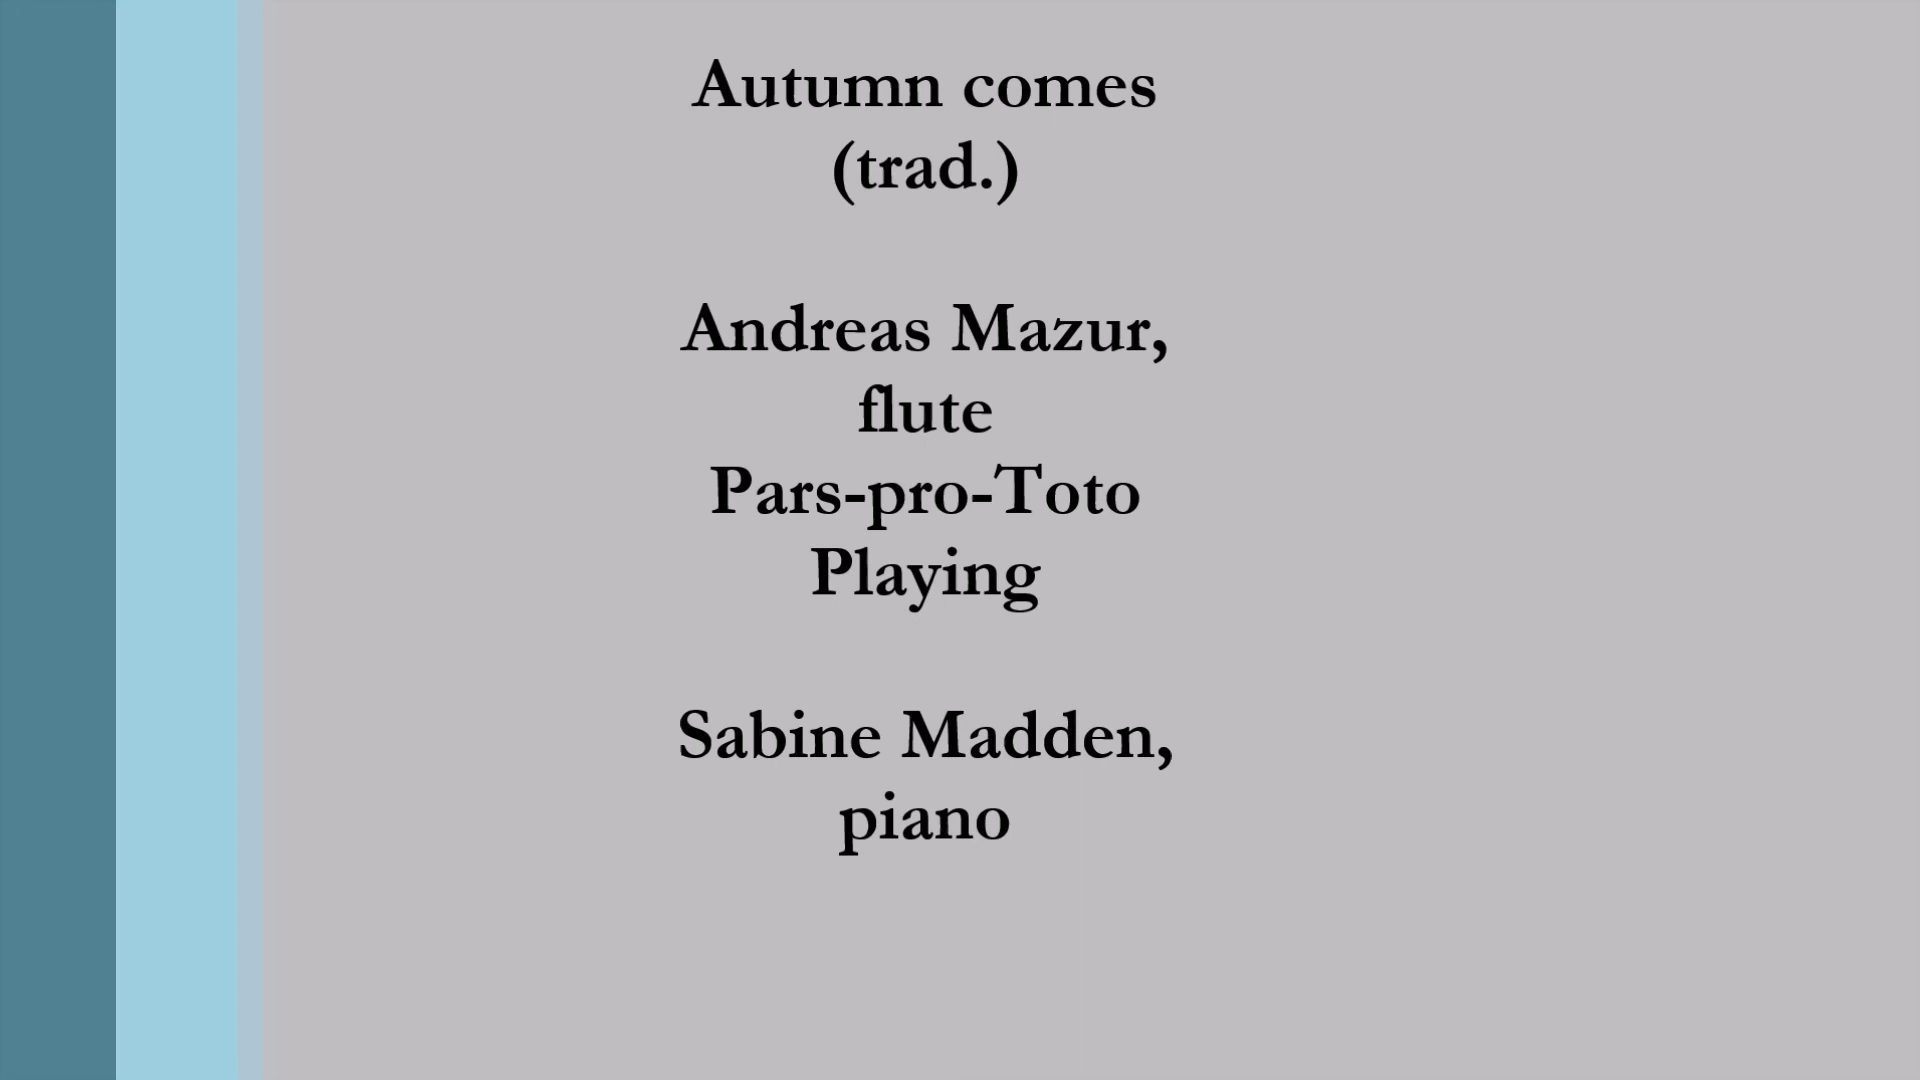 Autumn comes
(trad.)
Andreas Mazur,
flute
Pars-pro-Toto
Playing
Sabine Madden,
piano